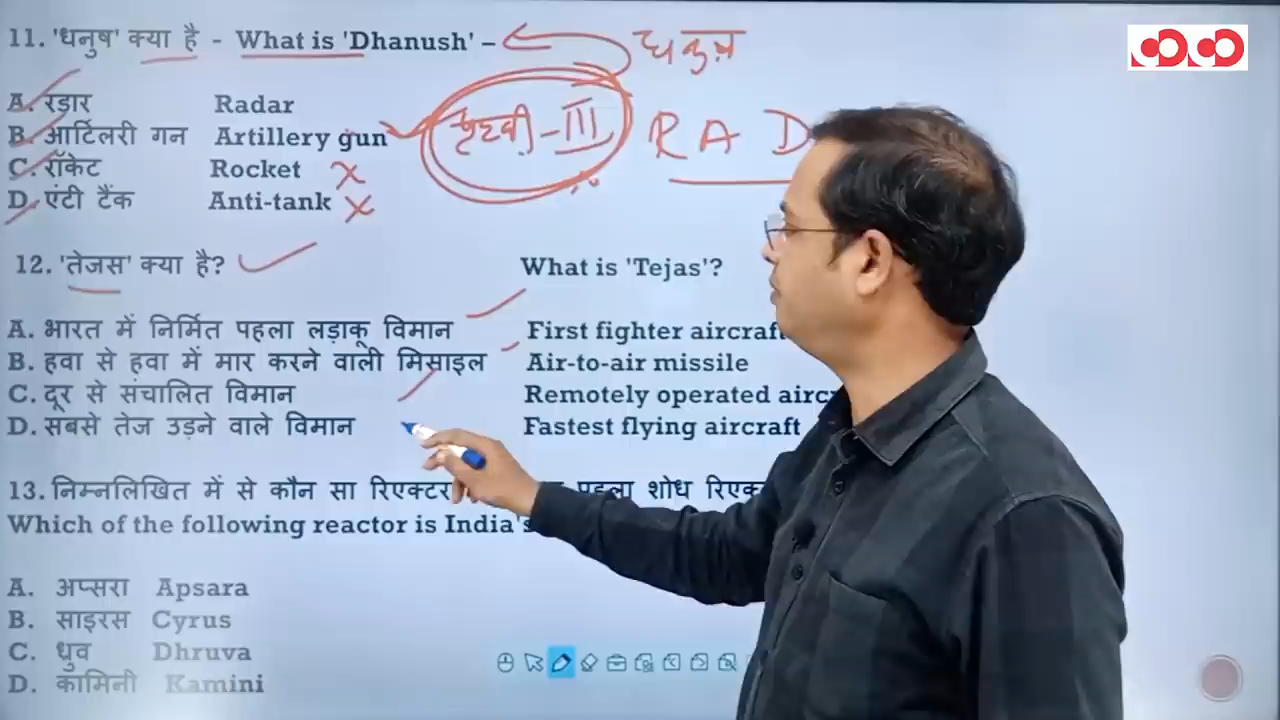 11. 'धनुष' क्या है - What is 'Dhanush' –
धनुष
A. रडार Radar
B. आर्टिलरी गन Artillery gun
पृथ्वी-III
R A D
C. रॉकेट Rocket x
D. एंटी टैंक Anti-tank x
12. 'तेजस' क्या है? What is 'Tejas'?
A. भारत में निर्मित पहला लड़ाकू विमान First fighter aircraft
B. हवा से हवा में मार करने वाली मिसाइल Air-to-air missile
C. दूर से संचालित विमान Remotely operated
D. सबसे तेज उड़ने वाले विमान Fastest flying aircraft
13. निम्नलिखित में से कौन सा रिएक्टर पहला शोध
Which of the following reactor is India's
A. अप्सरा Apsara
B. साइरस Cyrus
C. धुव Dhruva
D. कामिनी Kamini